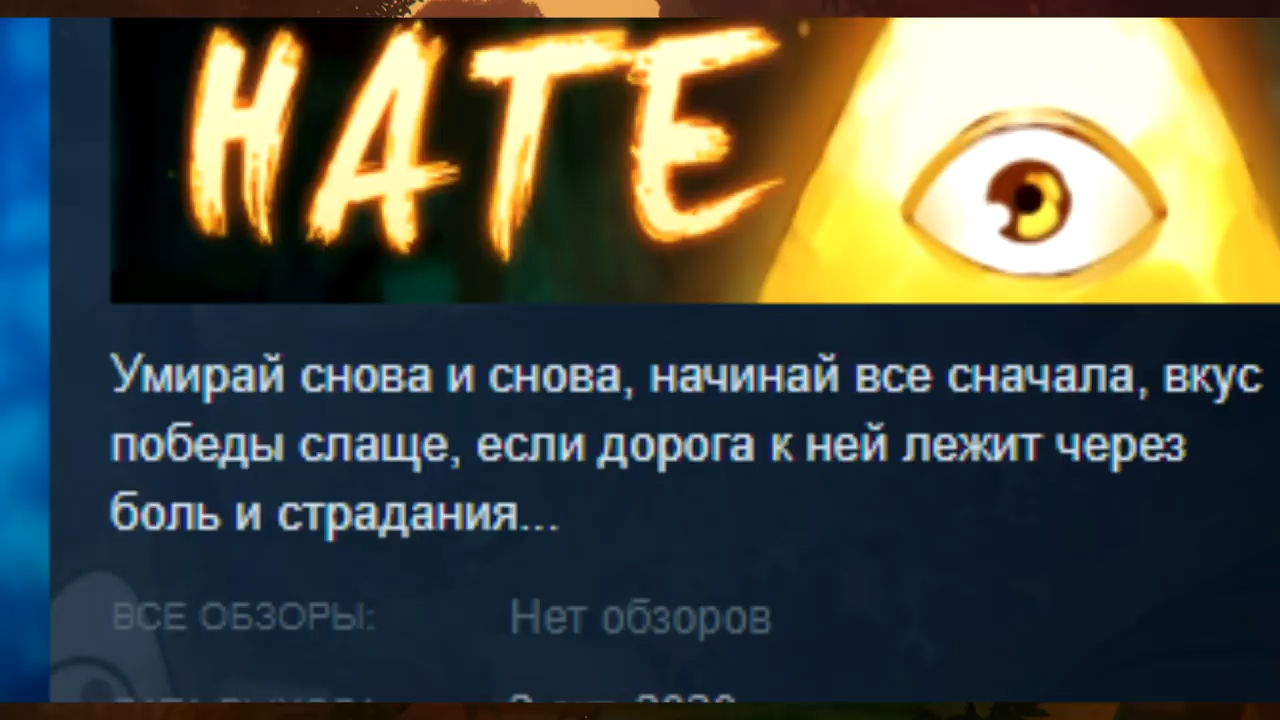 HATE
Умирай снова и снова, начинай все сначала, вкус
победы слаще, если дорога к ней лежит через
боль и страдания...
ВСЕ ОБЗОРЫ: Нет обзоров